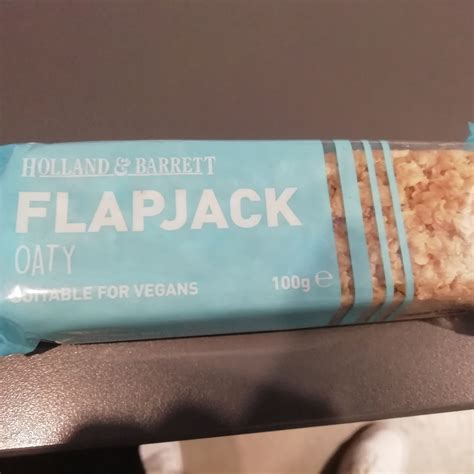 HOLLAND & BARRETT
FLAPJACK
OATY
SUITABLE FOR VEGANS
100g ℮